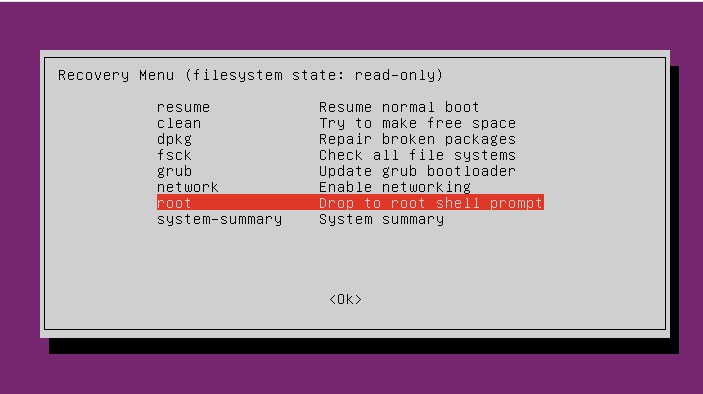 Recovery Menu (filesystem state: read-only)
resume Resume normal boot
clean Try to make free space
dpkg Repair broken packages
fsck Check all file systems
grub Update grub bootloader
network Enable networking
root Drop to root shell prompt
system-summary System summary
<Ok>